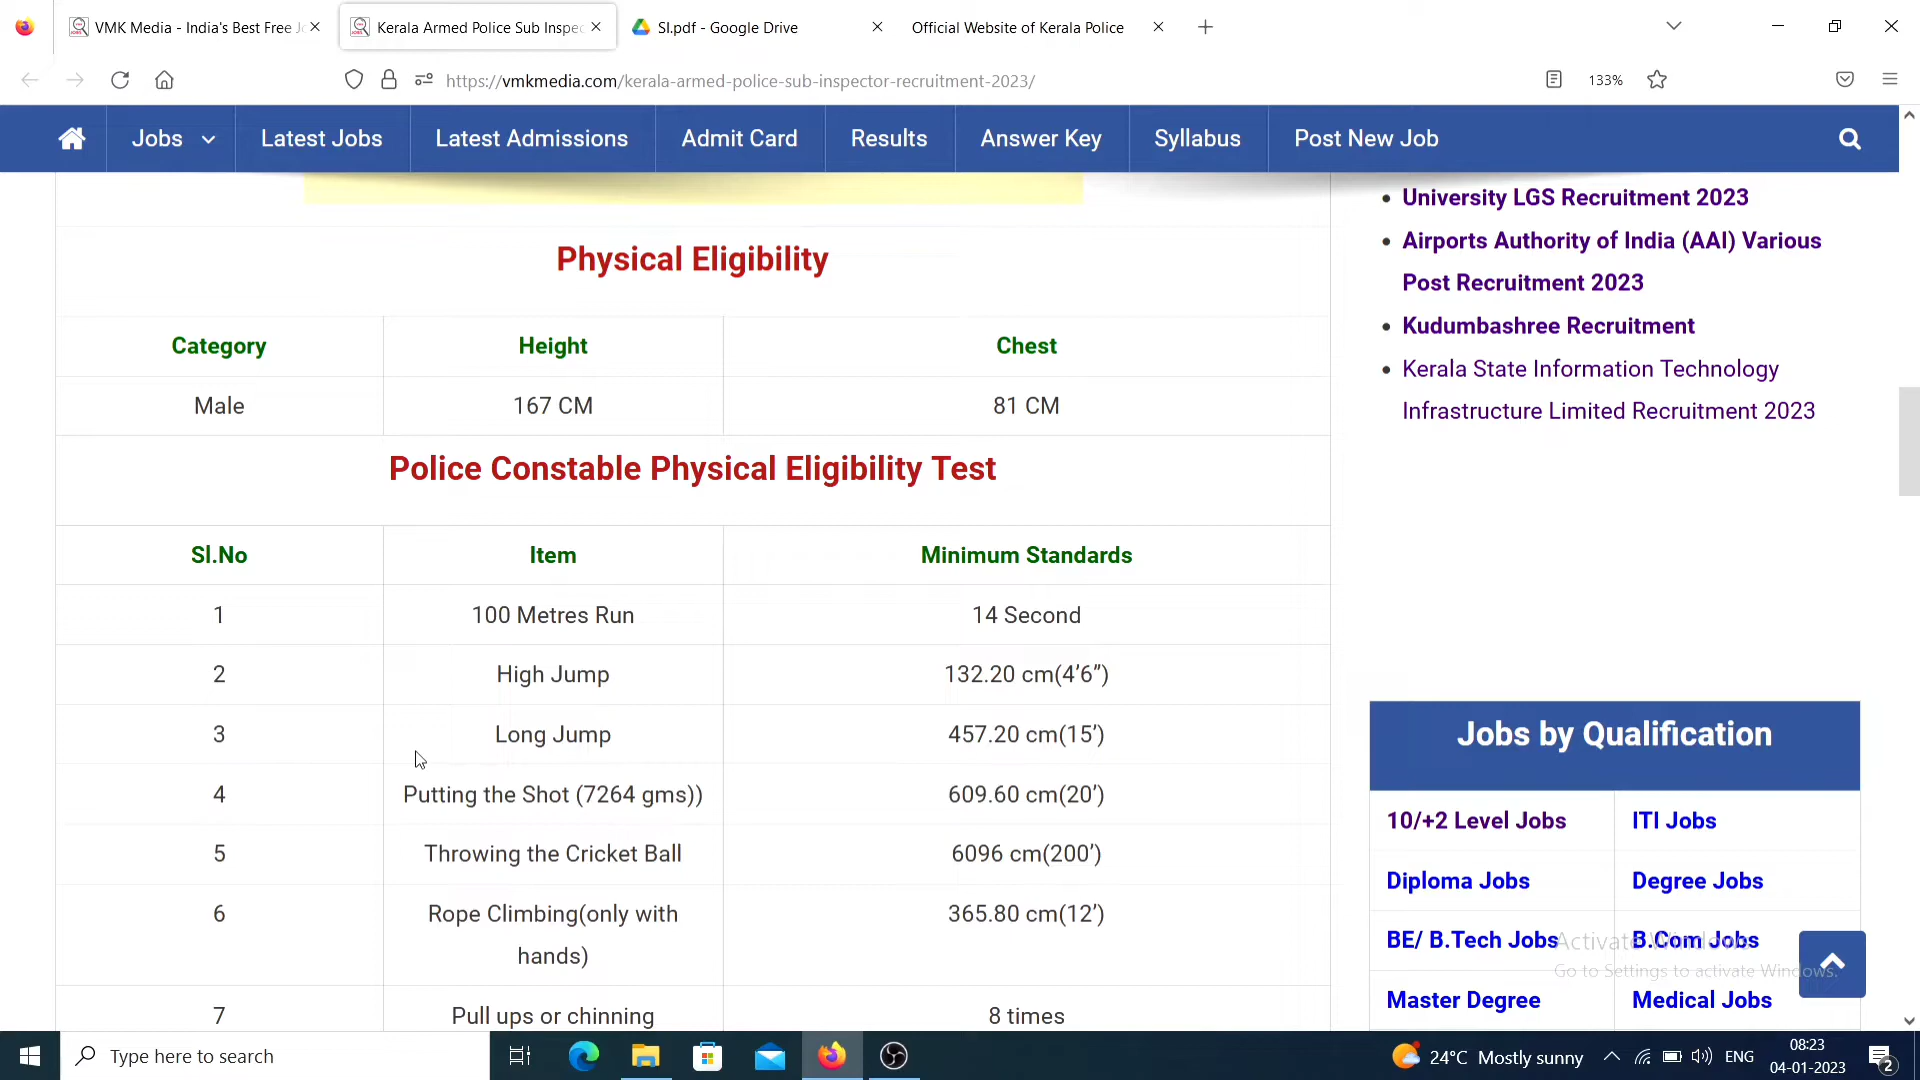 VMK Media - India's Best Free Jo
Kerala Armed Police Sub Inspec
SI.pdf - Google Drive
Official Website of Kerala Police
https://vmkmedia.com/kerala-armed-police-sub-inspector-recruitment-2023/
133%
Jobs
Latest Jobs
Latest Admissions
Admit Card
Results
Answer Key
Syllabus
Post New Job
Physical Eligibility
Category Height Chest
Male 167 CM 81 CM
Police Constable Physical Eligibility Test
Sl.No Item Minimum Standards
1 100 Metres Run 14 Second
2 High Jump 132.20 cm(4’6”)
3 Long Jump 457.20 cm(15’)
4 Putting the Shot (7264 gms)) 609.60 cm(20’)
5 Throwing the Cricket Ball 6096 cm(200’)
6 Rope Climbing(only with 365.80 cm(12’)
hands)
7 Pull ups or chinning 8 times
University LGS Recruitment 2023
Airports Authority of India (AAI) Various
Post Recruitment 2023
Kudumbashree Recruitment
Kerala State Information Technology
Infrastructure Limited Recruitment 2023
Jobs by Qualification
10/+2 Level Jobs ITI Jobs
Diploma Jobs Degree Jobs
BE/ B.Tech Jobs B.Com Jobs
Master Degree Medical Jobs
Activate Windows
Go to Settings to activate Windows.
Type here to search
24°C Mostly sunny
ENG
08:23
04-01-2023
2